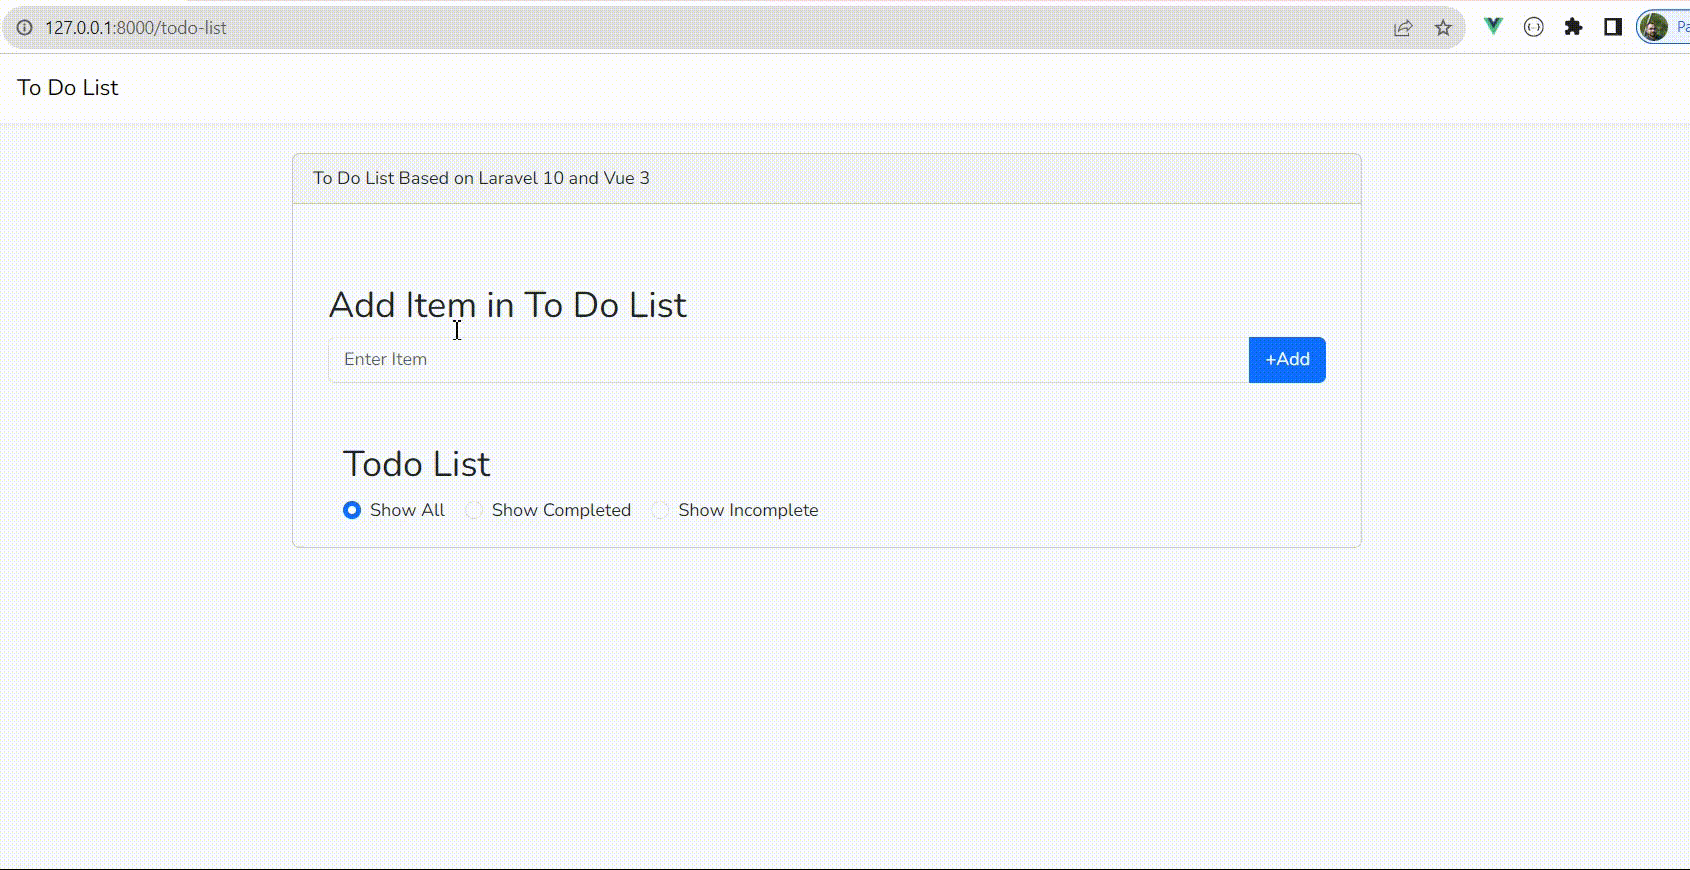 127.0.0.1:8000/todo-list
Pa
To Do List
To Do List Based on Laravel 10 and Vue 3
Add Item in To Do List
Enter Item
+Add
Todo List
Show All Show Completed Show Incomplete